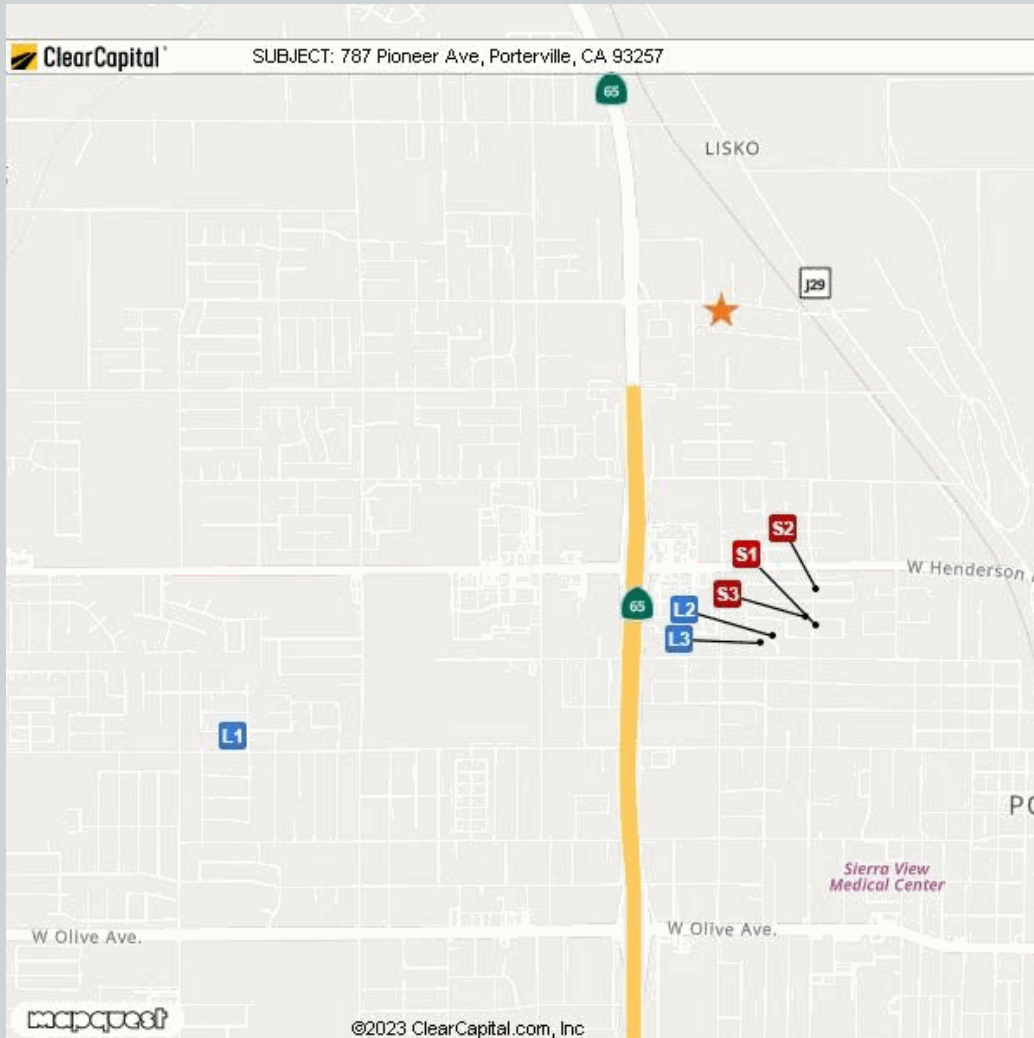 ClearCapital
SUBJECT: 787 Pioneer Ave, Porterville, CA 93257
65
LISKO
J29
S2
S1
W Henderson
S3
L2
65
L3
L1
PO
Sierra View
Medical Center
W Olive Ave.
W Olive Ave.
mapquest
©2023 ClearCapital.com, Inc